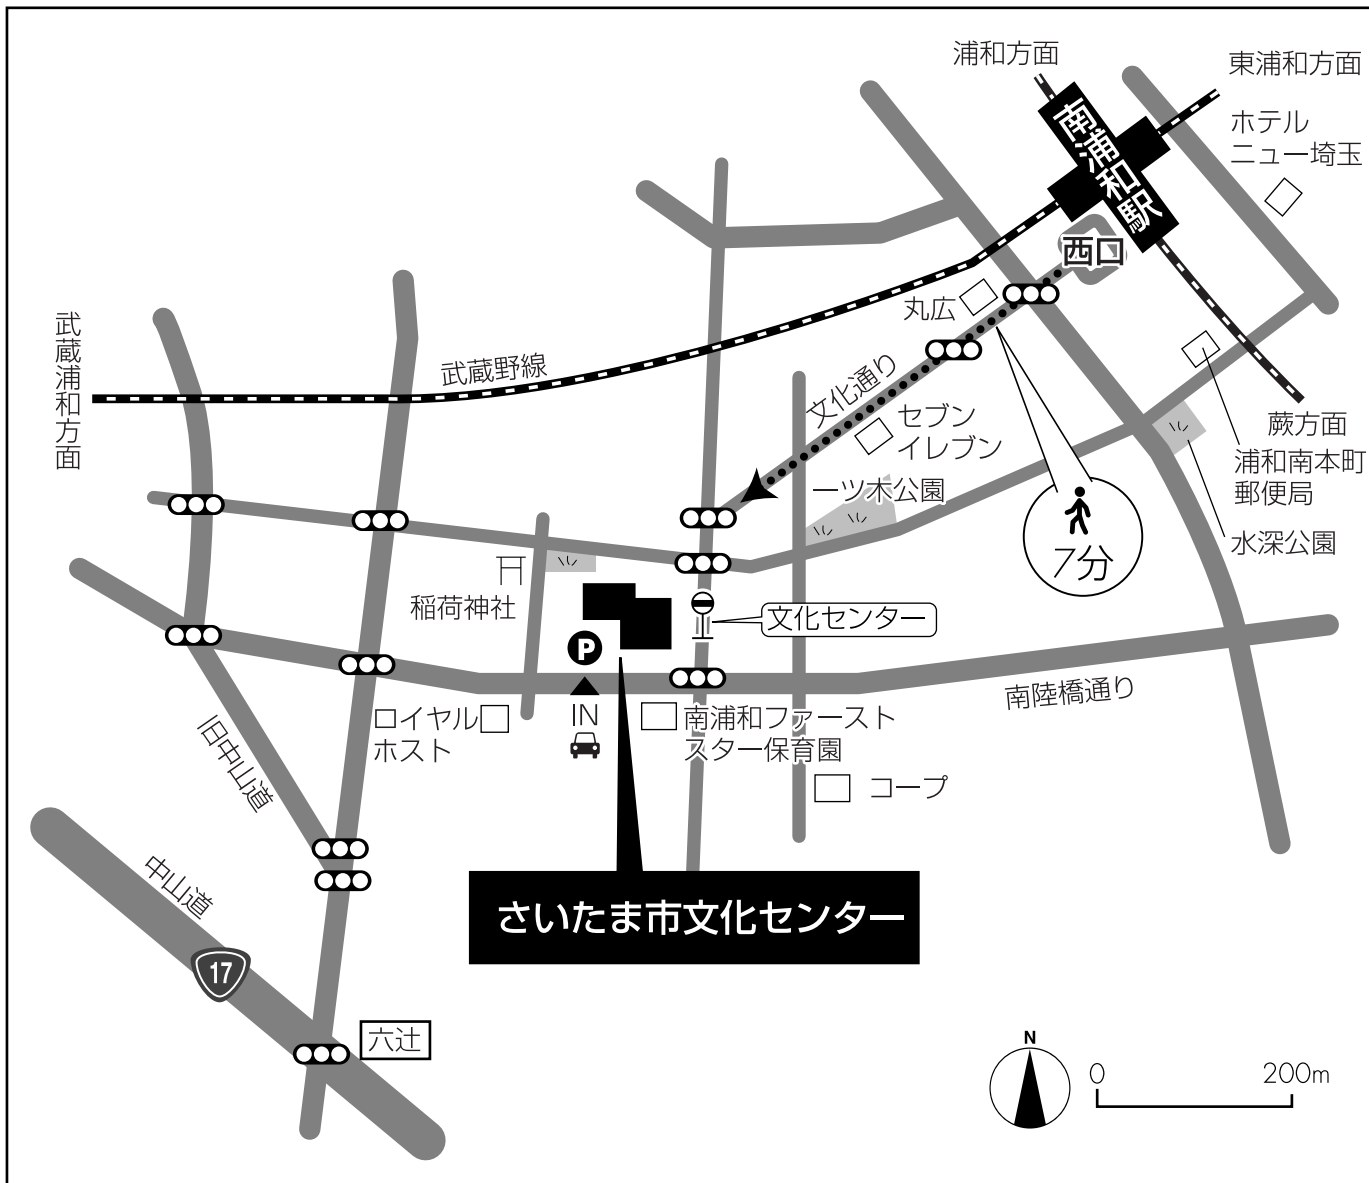 浦和方面
東浦和方面
南浦和駅
ホテル
ニュー埼玉
西口
丸広
武蔵浦和方面
武蔵野線
文化通り
セブン
イレブン
蕨方面
浦和南本町
郵便局
一ツ木公園
水深公園
7分
稲荷神社
文化センター
P
IN
南陸橋通り
ロイヤル
ホスト
南浦和ファースト
スター保育園
旧中山道
コープ
中山道
さいたま市文化センター
17
六辻
N
0
200m